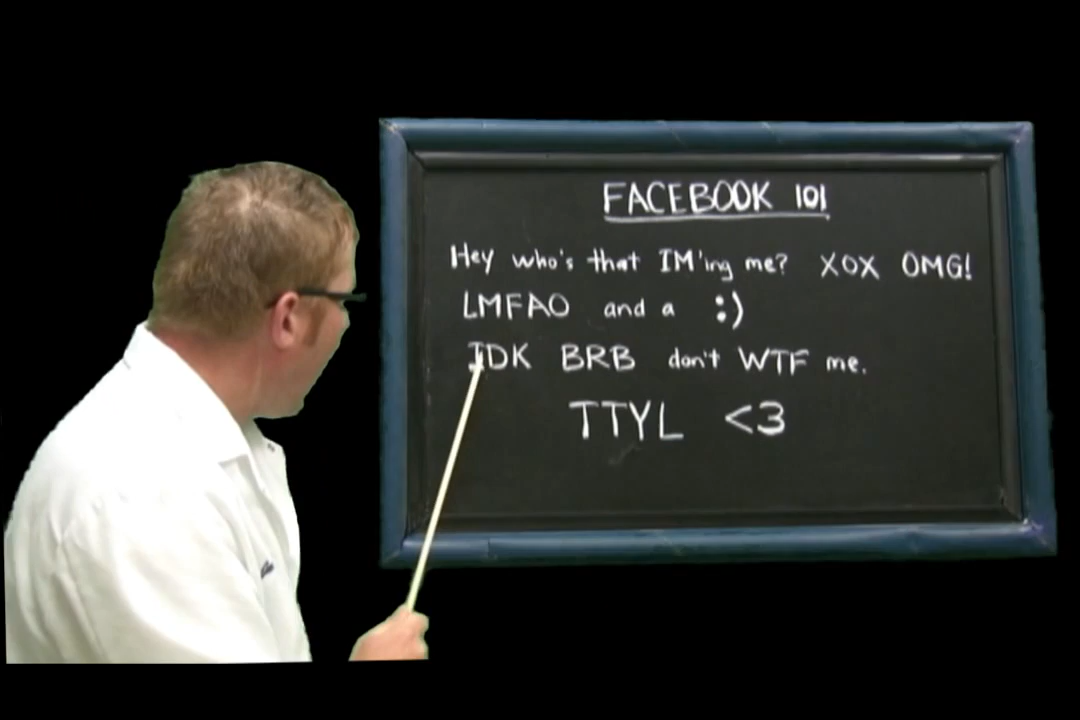 FACEBOOK 101
Hey who's that IM'ing me? XOX OMG!
LMFAO and a :)
IDK BRB don't WTF me.
TTYL <3